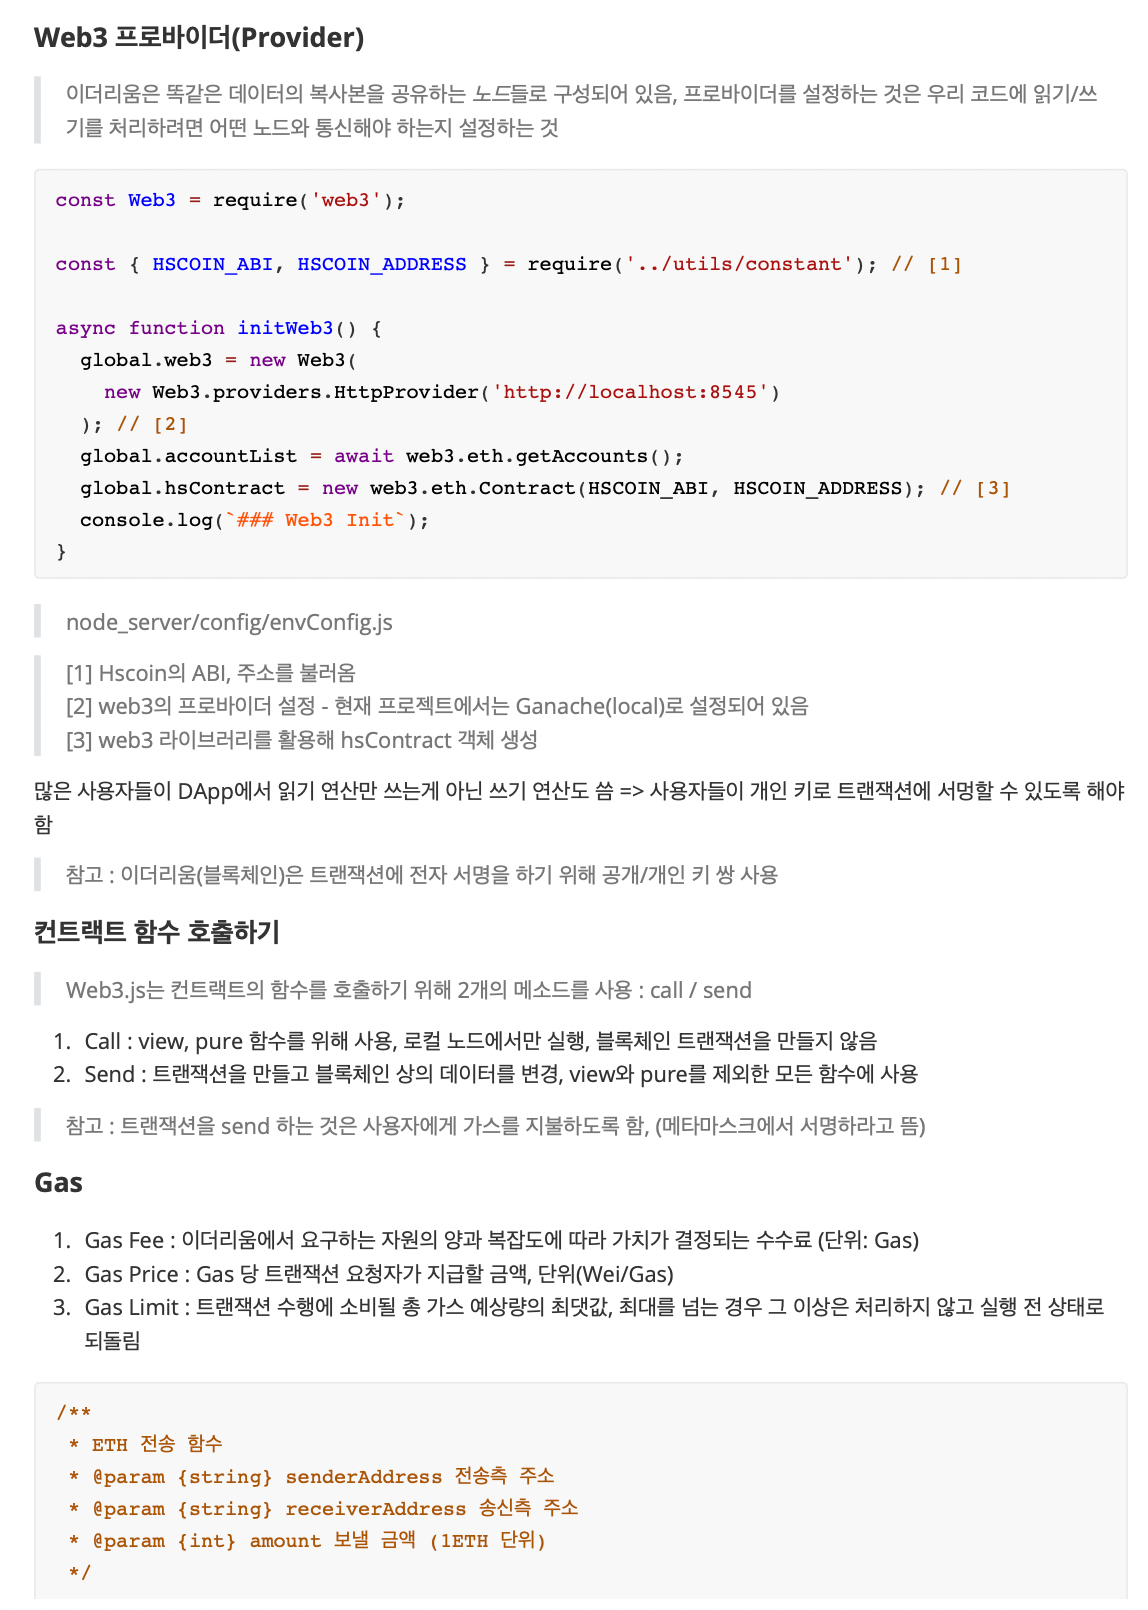 Web3 프로바이더(Provider)
이더리움은 똑같은 데이터의 복사본을 공유하는 노드들로 구성되어 있음, 프로바이더를 설정하는 것은 우리 코드에 읽기/쓰
기를 처리하려면 어떤 노드와 통신해야 하는지 설정하는 것
const Web3 = require('web3');
const { HSCOIN_ABI, HSCOIN_ADDRESS } = require('../utils/constant'); // [1]
async function initWeb3() {
  global.web3 = new Web3(
    new Web3.providers.HttpProvider('http://localhost:8545')
  ); // [2]
  global.accountList = await web3.eth.getAccounts();
  global.hsContract = new web3.eth.Contract(HSCOIN_ABI, HSCOIN_ADDRESS); // [3]
  console.log(`### Web3 Init`);
}
node_server/config/envConfig.js
[1] Hscoin의 ABI, 주소를 불러옴
[2] web3의 프로바이더 설정 - 현재 프로젝트에서는 Ganache(local)로 설정되어 있음
[3] web3 라이브러리를 활용해 hsContract 객체 생성
많은 사용자들이 DApp에서 읽기 연산만 쓰는게 아닌 쓰기 연산도 씀 => 사용자들이 개인 키로 트랜잭션에 서멍할 수 있도록 해야
함
참고 : 이더리움(블록체인)은 트랜잭션에 전자 서명을 하기 위해 공개/개인 키 쌍 사용
컨트랙트 함수 호출하기
Web3.js는 컨트랙트의 함수를 호출하기 위해 2개의 메소드를 사용 : call / send
1. Call : view, pure 함수를 위해 사용, 로컬 노드에서만 실행, 블록체인 트랜잭션을 만들지 않음
2. Send : 트랜잭션을 만들고 블록체인 상의 데이터를 변경, view와 pure를 제외한 모든 함수에 사용
참고 : 트랜잭션을 send 하는 것은 사용자에게 가스를 지불하도록 함, (메타마스크에서 서명하라고 뜸)
Gas
1. Gas Fee : 이더리움에서 요구하는 자원의 양과 복잡도에 따라 가치가 결정되는 수수료 (단위: Gas)
2. Gas Price : Gas 당 트랜잭션 요청자가 지급할 금액, 단위(Wei/Gas)
3. Gas Limit : 트랜잭션 수행에 소비될 총 가스 예상량의 최댓값, 최대를 넘는 경우 그 이상은 처리하지 않고 실행 전 상태로
되돌림
/**
 * ETH 전송 함수
 * @param {string} senderAddress 전송측 주소
 * @param {string} receiverAddress 송신측 주소
 * @param {int} amount 보낼 금액 (1ETH 단위)
 */